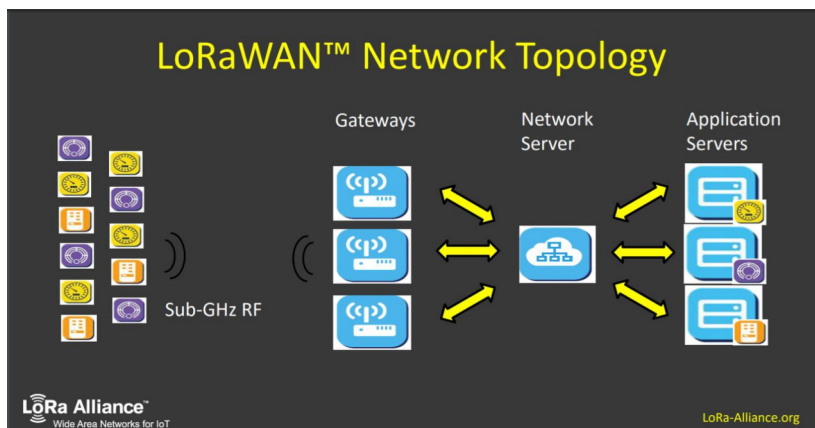 LoRaWAN™ Network Topology
Gateways
Network
Server
Application
Servers
Sub-GHz RF
LoRa Alliance™
Wide Area Networks for IoT
LoRa-Alliance.org